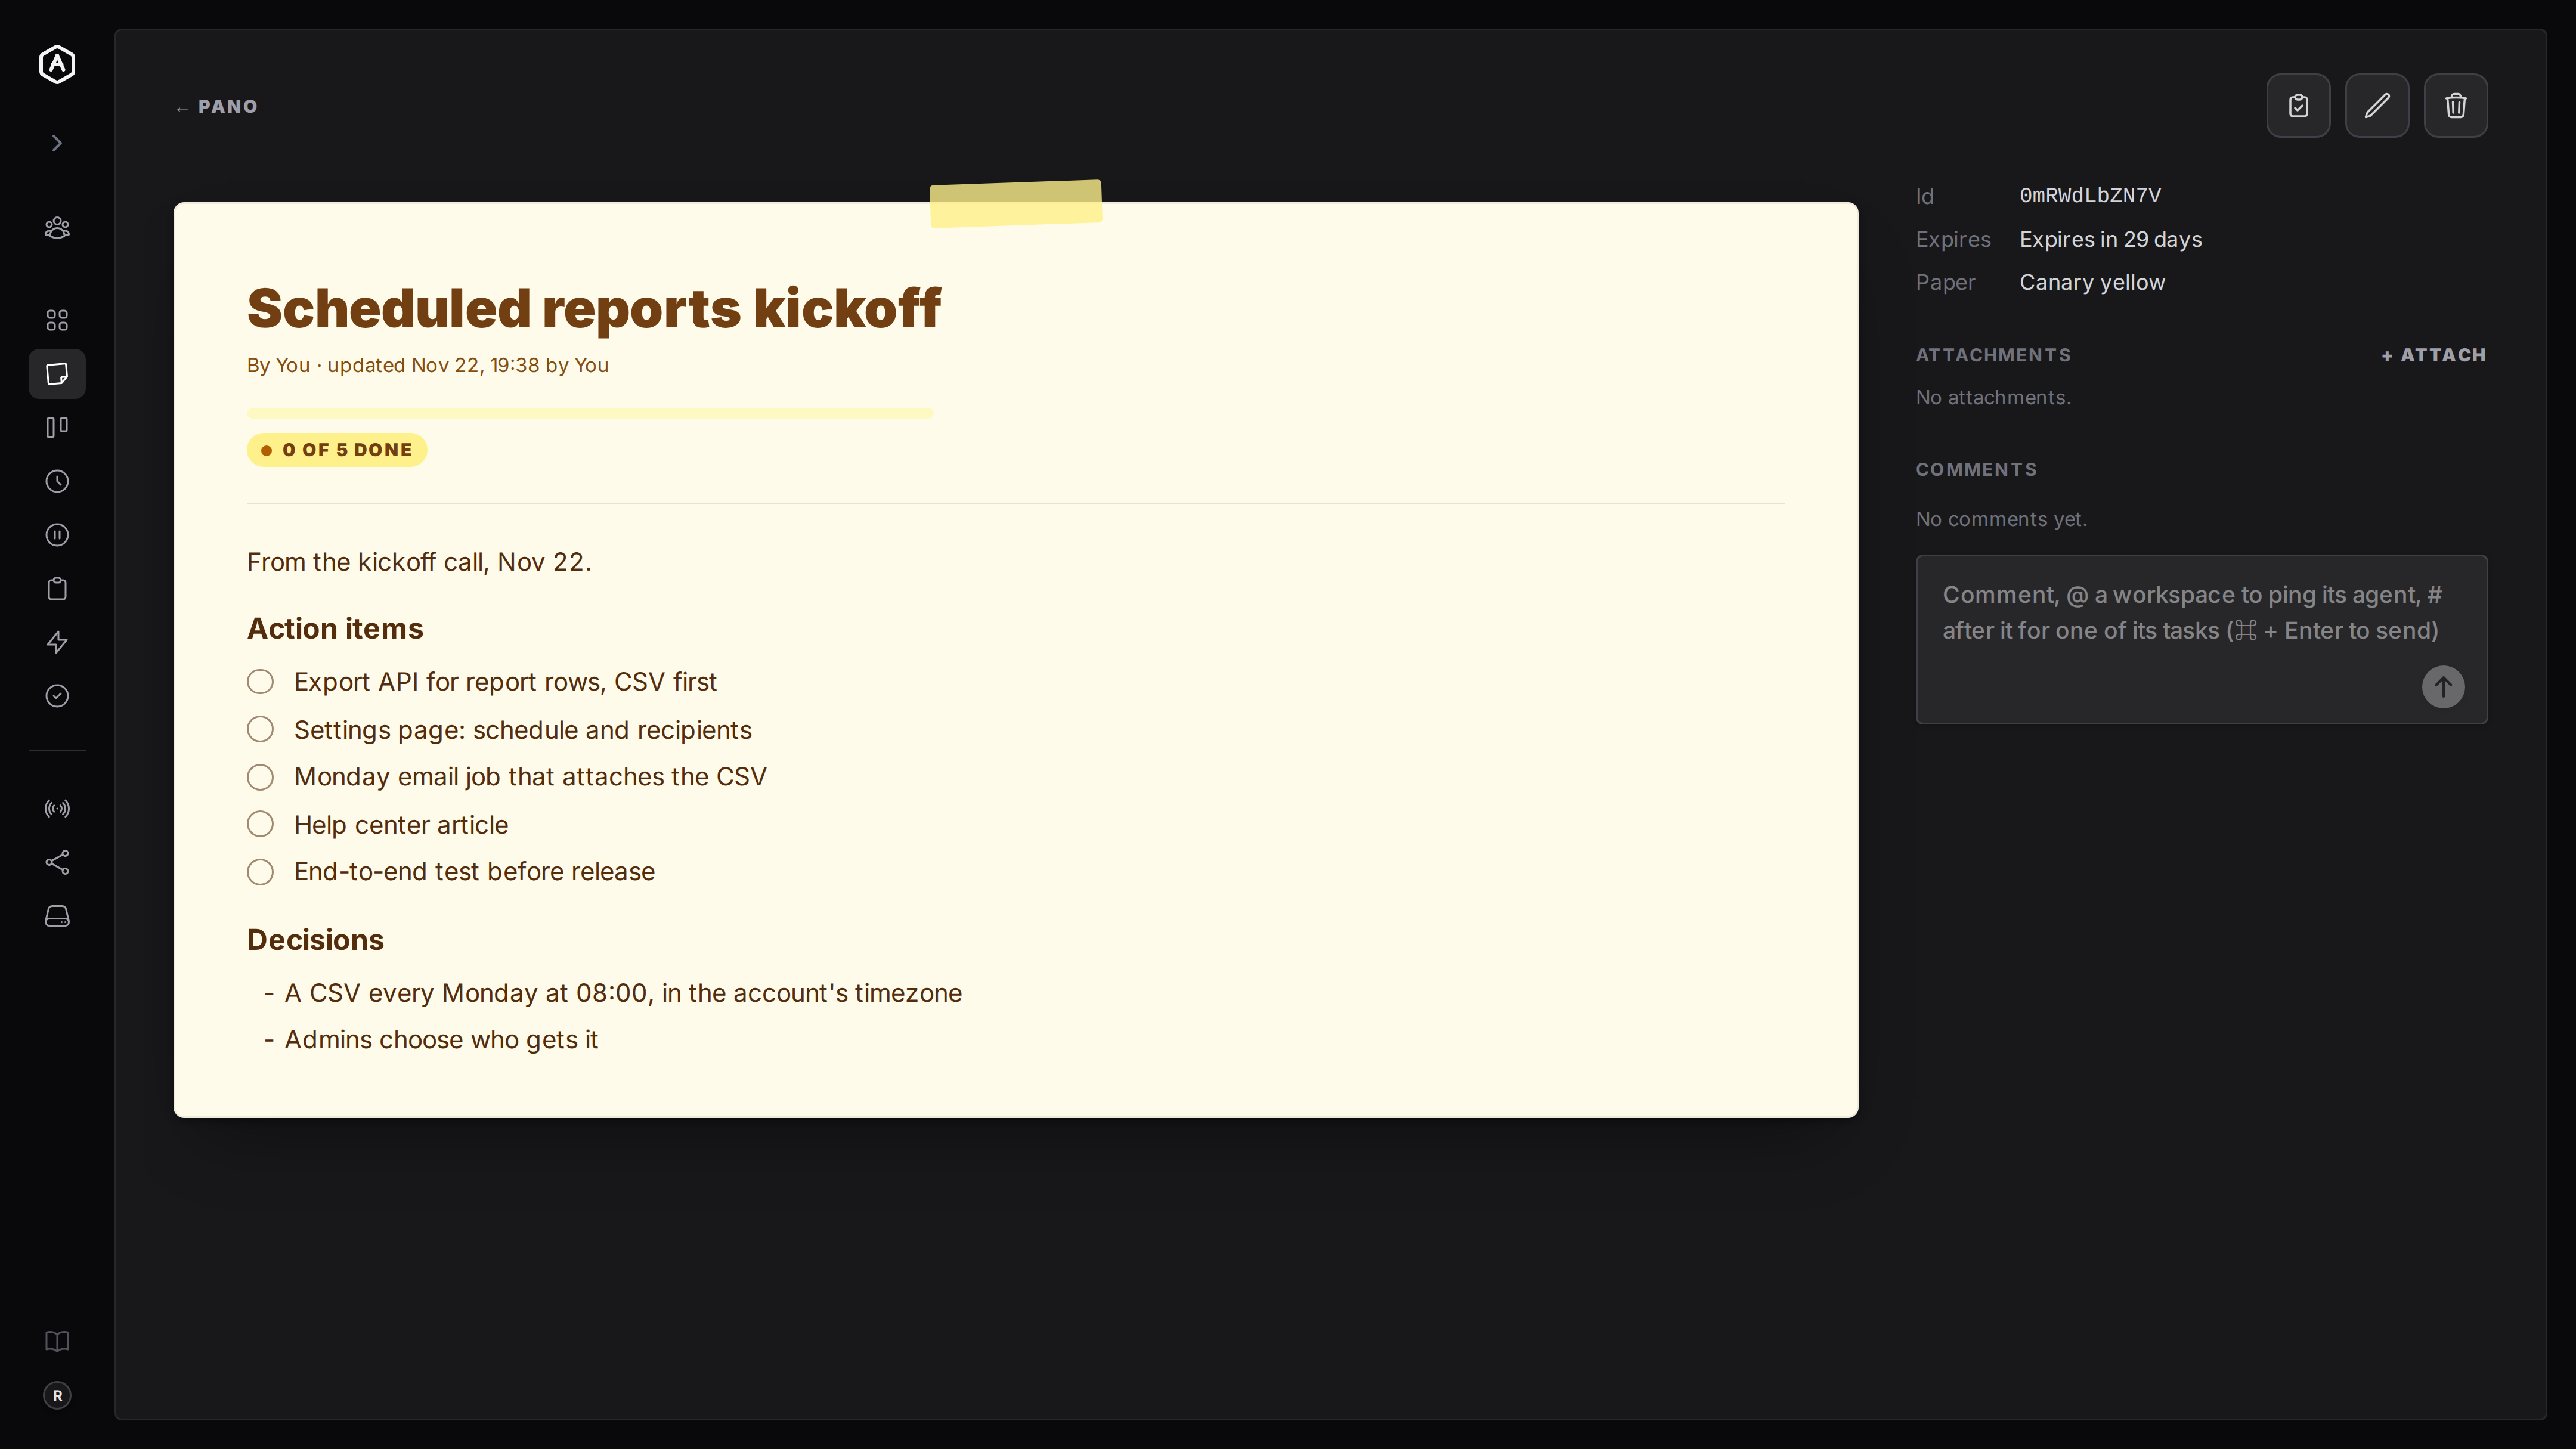 ← PANO
Scheduled reports kickoff
By You · updated Nov 22, 19:38 by You
0 OF 5 DONE
From the kickoff call, Nov 22.
Action items
Export API for report rows, CSV first
Settings page: schedule and recipients
Monday email job that attaches the CSV
Help center article
End-to-end test before release
Decisions
- A CSV every Monday at 08:00, in the account's timezone
- Admins choose who gets it
Id 0mRWdLbZN7V
Expires Expires in 29 days
Paper Canary yellow
ATTACHMENTS + ATTACH
No attachments.
COMMENTS
No comments yet.
Comment, @ a workspace to ping its agent, #
after it for one of its tasks (⌘ + Enter to send)
R